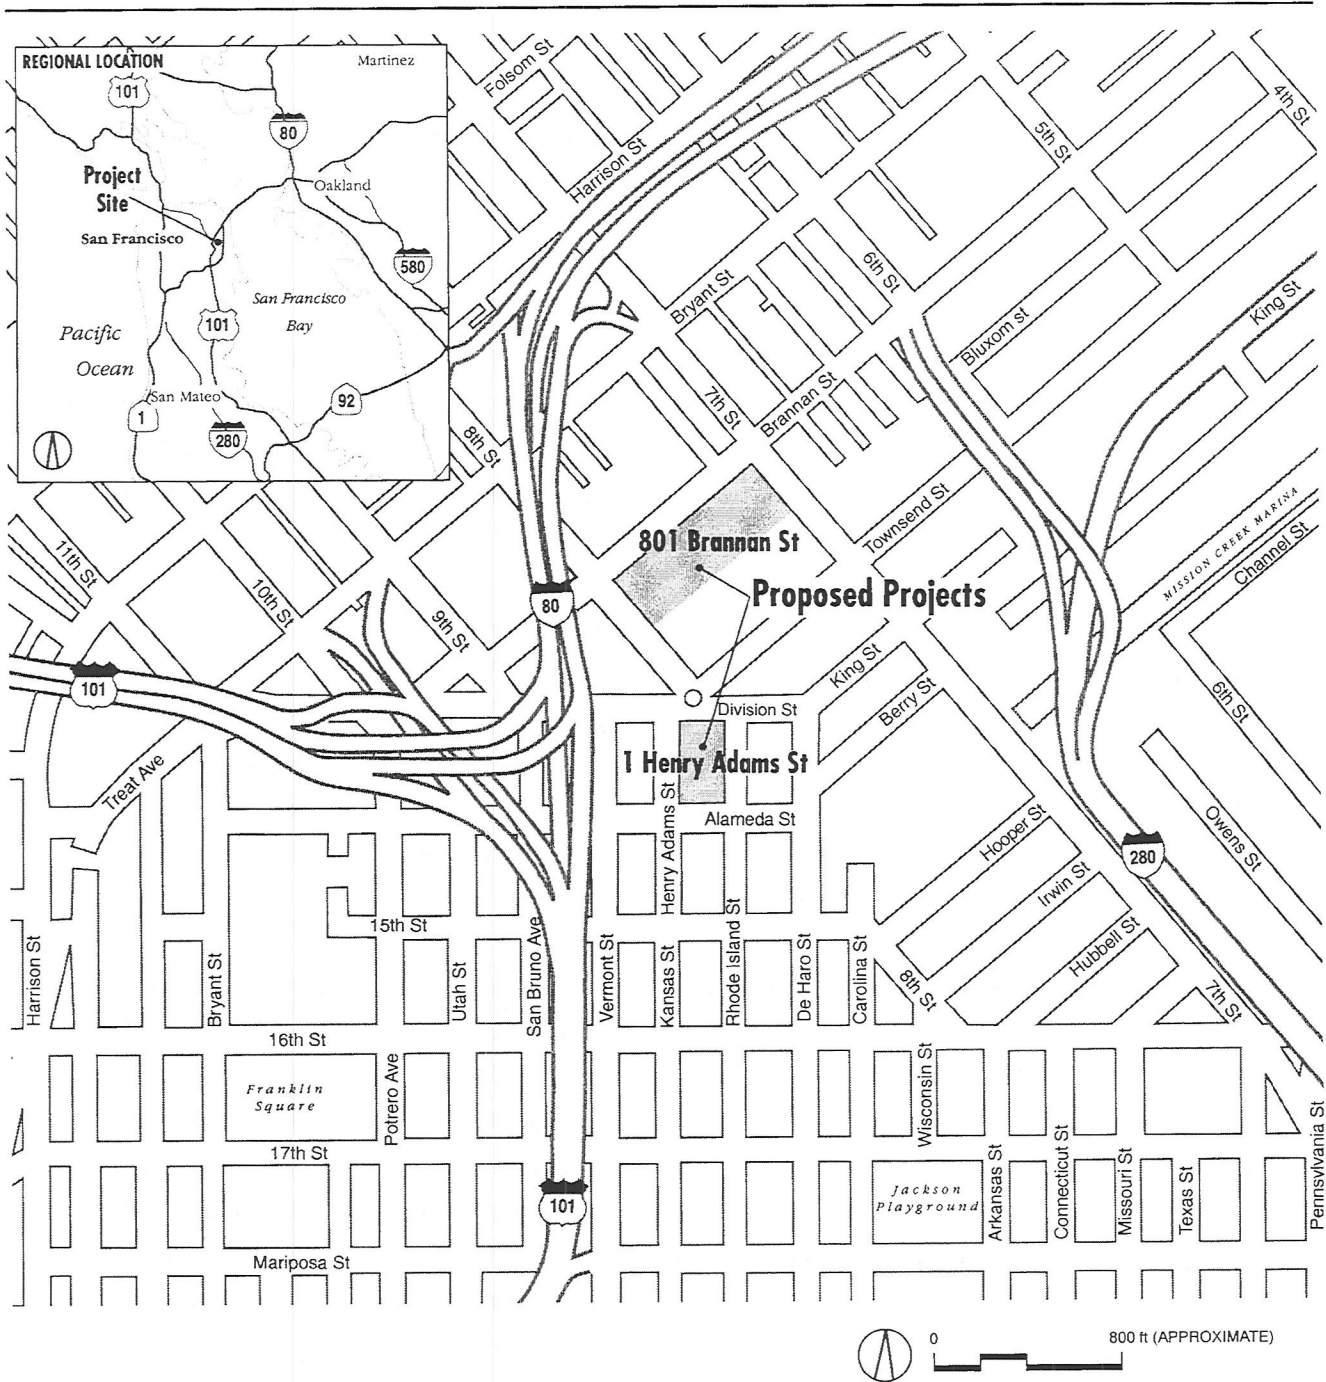 REGIONAL LOCATION
Martinez
101
80
Project
Site
Oakland
San Francisco
580
San Francisco
Bay
101
Pacific
Ocean
San Mateo
92
1
280
Folsom St
Harrison St
4th St
5th St
6th St
Bryant St
King St
Bluxom st
7th St
Brannan St
8th St
Townsend St
MISSION CREEK MARINA
Channel St
801 Brannan St
Proposed Projects
11th St
10th St
9th St
80
101
King St
Berry St
6th St
Division St
1 Henry Adams St
Treat Ave
Alameda St
Henry Adams St
Hooper St
280
Owens St
Irwin St
15th St
Hubbell St
Harrison St
Bryant St
Utah St
San Bruno Ave
Vermont St
Kansas St
Rhode Island St
De Haro St
Carolina St
8th St
7th St
16th St
Franklin
Square
Potrero Ave
Wisconsin St
17th St
Jackson
Playground
Arkansas St
Connecticut St
Missouri St
Texas St
Pennsylvania St
101
Mariposa St
0
800 ft (APPROXIMATE)